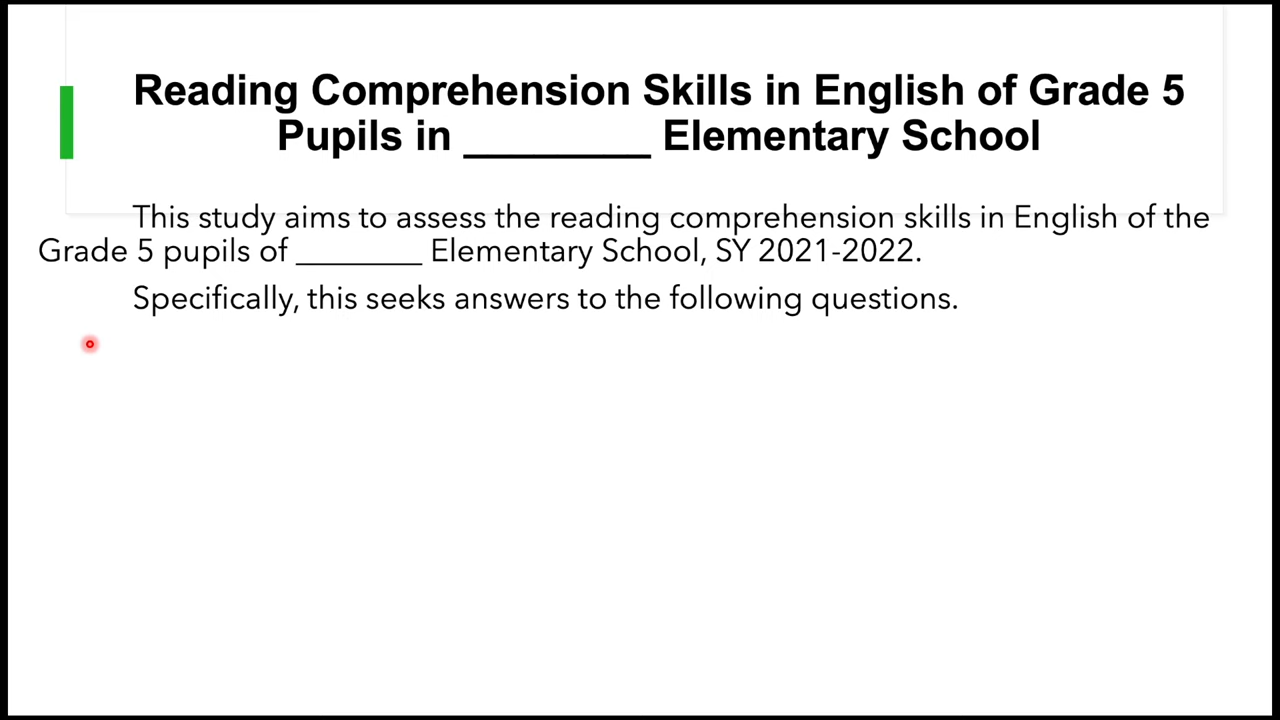 Reading Comprehension Skills in English of Grade 5
Pupils in ________ Elementary School
This study aims to assess the reading comprehension skills in English of the
Grade 5 pupils of ________ Elementary School, SY 2021-2022.
Specifically, this seeks answers to the following questions.